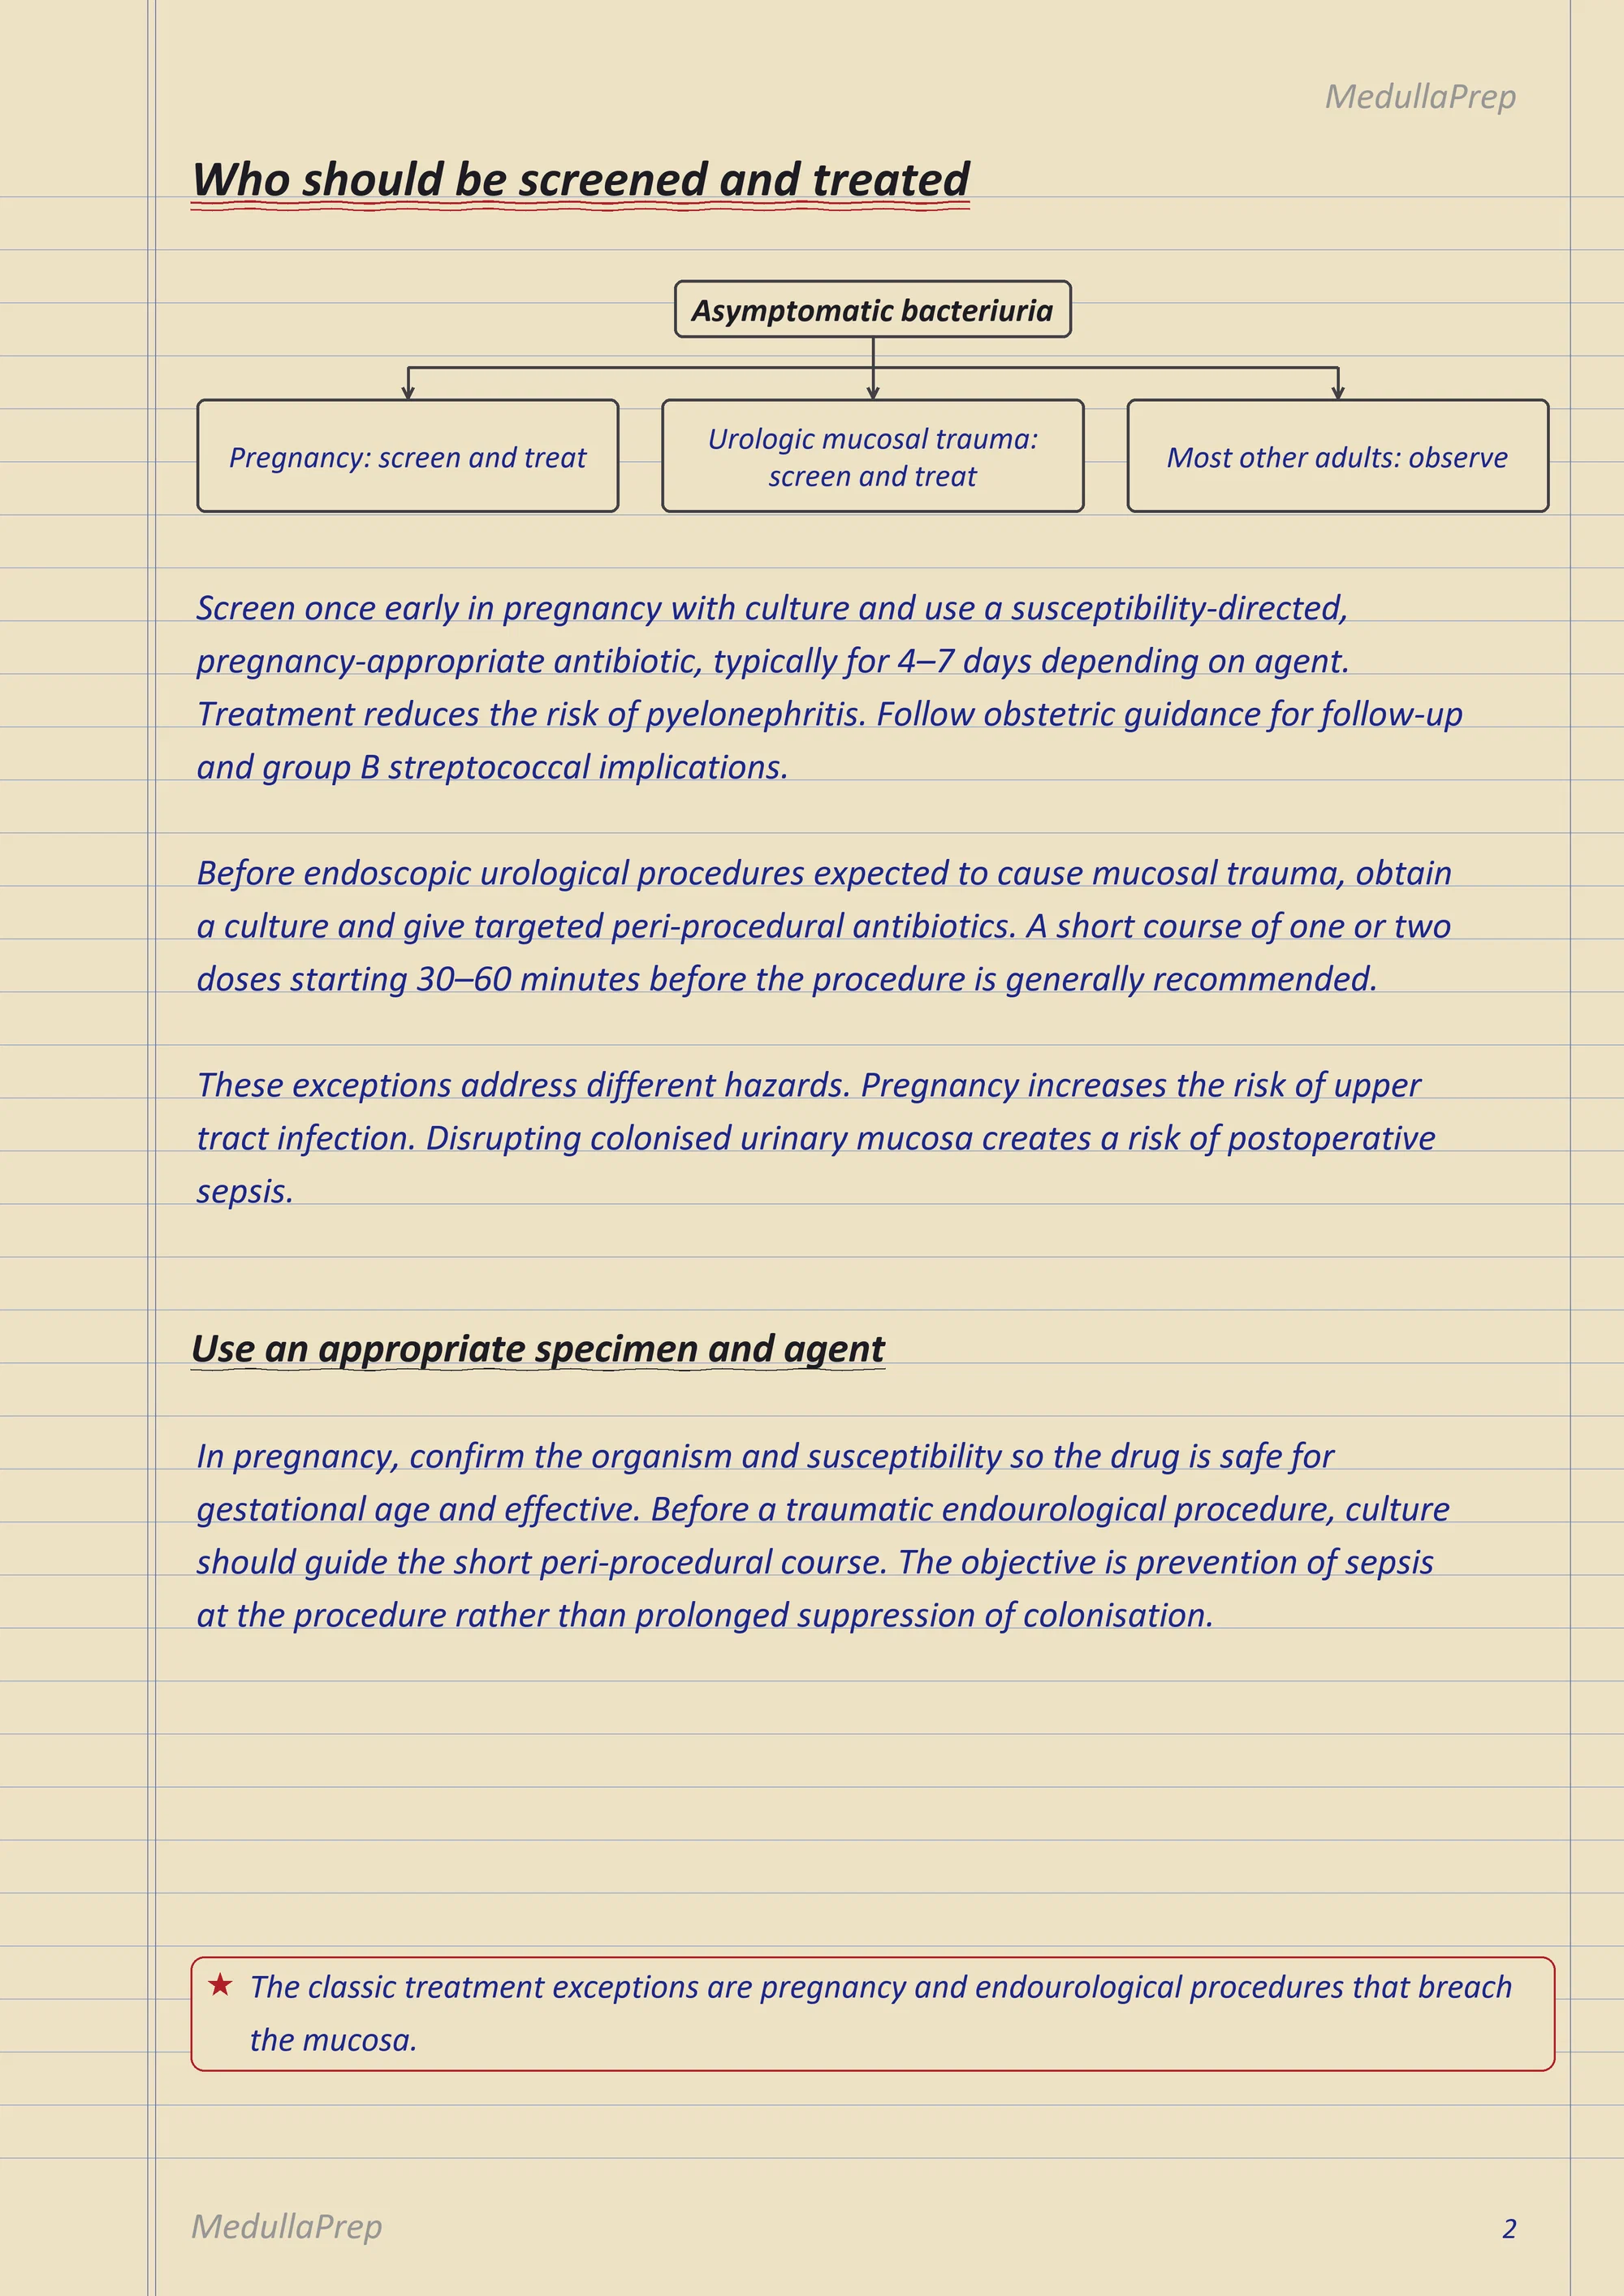 MedullaPrep
Who should be screened and treated
Asymptomatic bacteriuria
Pregnancy: screen and treat
Urologic mucosal trauma:
screen and treat
Most other adults: observe
Screen once early in pregnancy with culture and use a susceptibility-directed,
pregnancy-appropriate antibiotic, typically for 4–7 days depending on agent.
Treatment reduces the risk of pyelonephritis. Follow obstetric guidance for follow-up
and group B streptococcal implications.
Before endoscopic urological procedures expected to cause mucosal trauma, obtain
a culture and give targeted peri-procedural antibiotics. A short course of one or two
doses starting 30–60 minutes before the procedure is generally recommended.
These exceptions address different hazards. Pregnancy increases the risk of upper
tract infection. Disrupting colonised urinary mucosa creates a risk of postoperative
sepsis.
Use an appropriate specimen and agent
In pregnancy, confirm the organism and susceptibility so the drug is safe for
gestational age and effective. Before a traumatic endourological procedure, culture
should guide the short peri-procedural course. The objective is prevention of sepsis
at the procedure rather than prolonged suppression of colonisation.
★ The classic treatment exceptions are pregnancy and endourological procedures that breach
the mucosa.
MedullaPrep
2